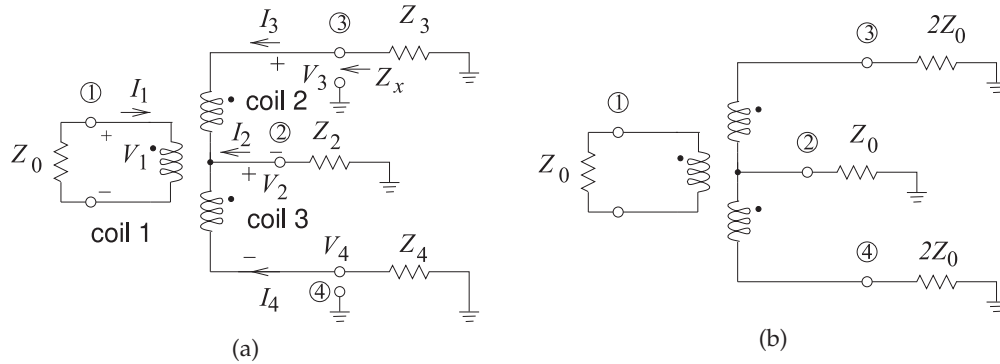 I3
③
Z3
+
V3
Zx
①
I1
coil 2
+
Z0
V1
I2
②
–
Z2
+
V2
–
coil 1
coil 3
–
V4
Z4
I4
④
(a)
③
2Z0
①
②
Z0
Z0
④
2Z0
(b)